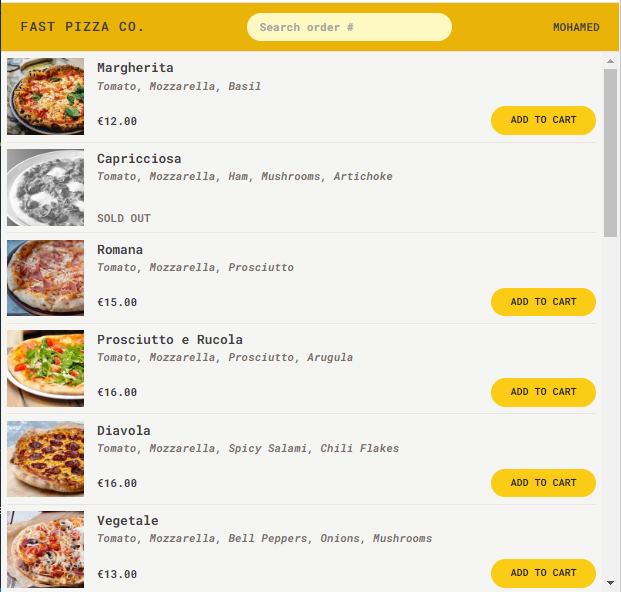 FAST PIZZA CO.
Search order #
MOHAMED
Margherita
Tomato, Mozzarella, Basil
€12.00
ADD TO CART
Capricciosa
Tomato, Mozzarella, Ham, Mushrooms, Artichoke
SOLD OUT
Romana
Tomato, Mozzarella, Prosciutto
€15.00
ADD TO CART
Prosciutto e Rucola
Tomato, Mozzarella, Prosciutto, Arugula
€16.00
ADD TO CART
Diavola
Tomato, Mozzarella, Spicy Salami, Chili Flakes
€16.00
ADD TO CART
Vegetale
Tomato, Mozzarella, Bell Peppers, Onions, Mushrooms
€13.00
ADD TO CART